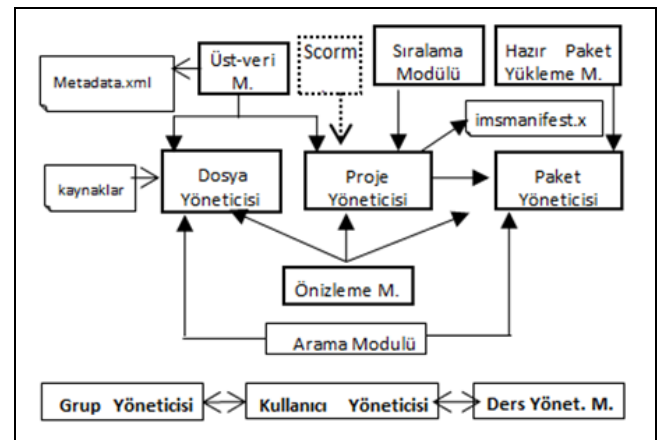 Üst-veri
M.
Scorm
Sıralama
Modülü
Hazır Paket
Yükleme M.
Metadata.xml
imsmanifest.x
kaynaklar
Dosya
Yöneticisi
Proje
Yöneticisi
Paket
Yöneticisi
Önizleme M.
Arama Modulü
Grup Yöneticisi
Kullanıcı Yöneticisi
Ders Yönet. M.